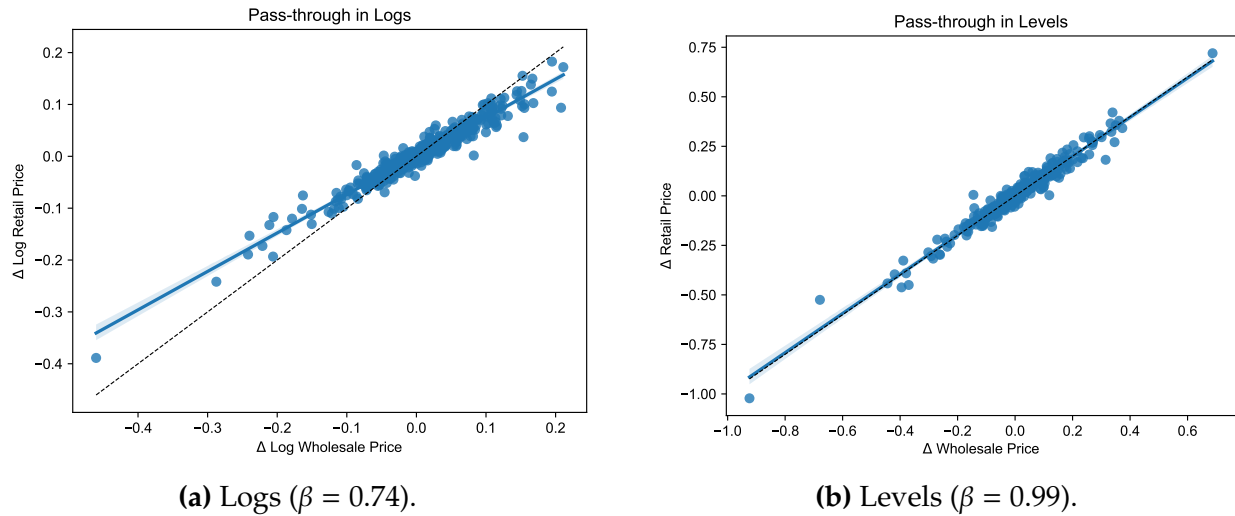 Pass-through in Logs
Δ Log Retail Price
0.2
0.1
0.0
−0.1
−0.2
−0.3
−0.4
−0.4 −0.3 −0.2 −0.1 0.0 0.1 0.2
Δ Log Wholesale Price
(a) Logs (β = 0.74).
Pass-through in Levels
Δ Retail Price
0.75
0.50
0.25
0.00
−0.25
−0.50
−0.75
−1.00
−1.0 −0.8 −0.6 −0.4 −0.2 0.0 0.2 0.4 0.6
Δ Wholesale Price
(b) Levels (β = 0.99).